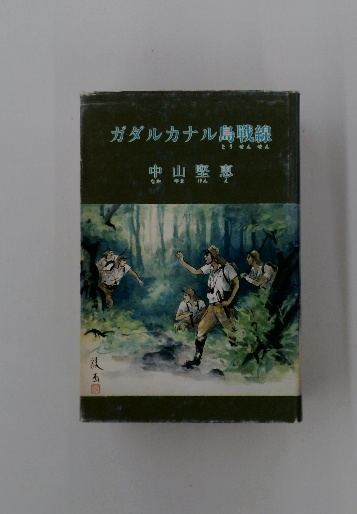 ガダルカナル島戦線
とうせんせん
中山堅恵
なかやまけんえ